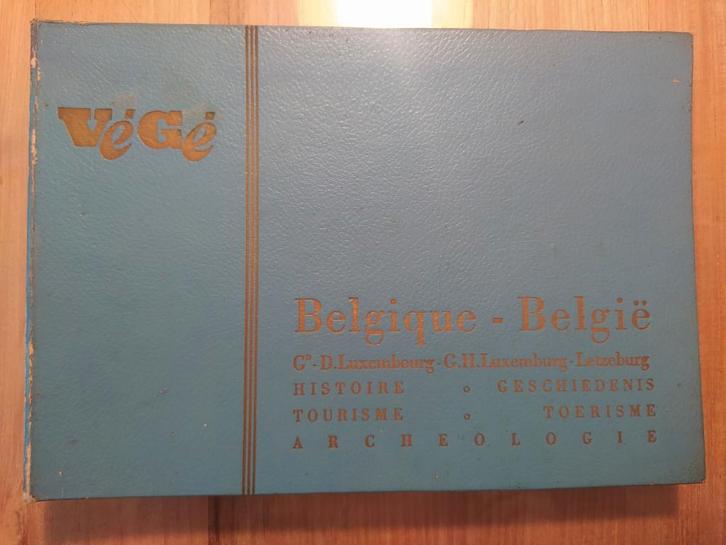 VéGé
Belgique - België
Gᴰ-D.Luxembourg-G.H.Luxemburg-Letzeburg
HISTOIRE o GESCHIEDENIS
TOURISME o TOERISME
ARCHEOLOGIE